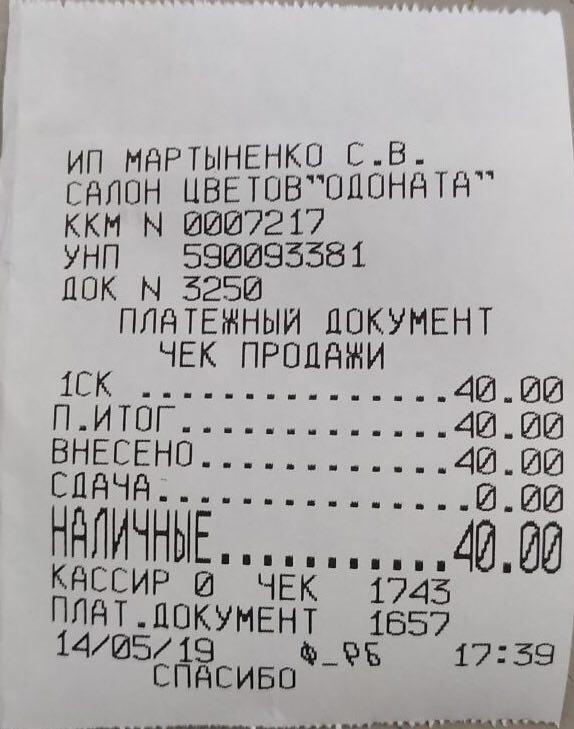 ИП МАРТЫНЕНКО С.В.
САЛОН ЦВЕТОВ"ОДОНАТА"
ККМ N 0007217
УНП 590093381
ДОК N 3250
ПЛАТЕЖНЫЙ ДОКУМЕНТ
ЧЕК ПРОДАЖИ
1СК ................40.00
П.ИТОГ..............40.00
ВНЕСЕНО.............40.00
СДАЧА................0.00
НАЛИЧНЫЕ...........40.00
КАССИР 0 ЧЕК 1743
ПЛАТ.ДОКУМЕНТ 1657
14/05/19 Ф_РБ 17:39
СПАСИБО